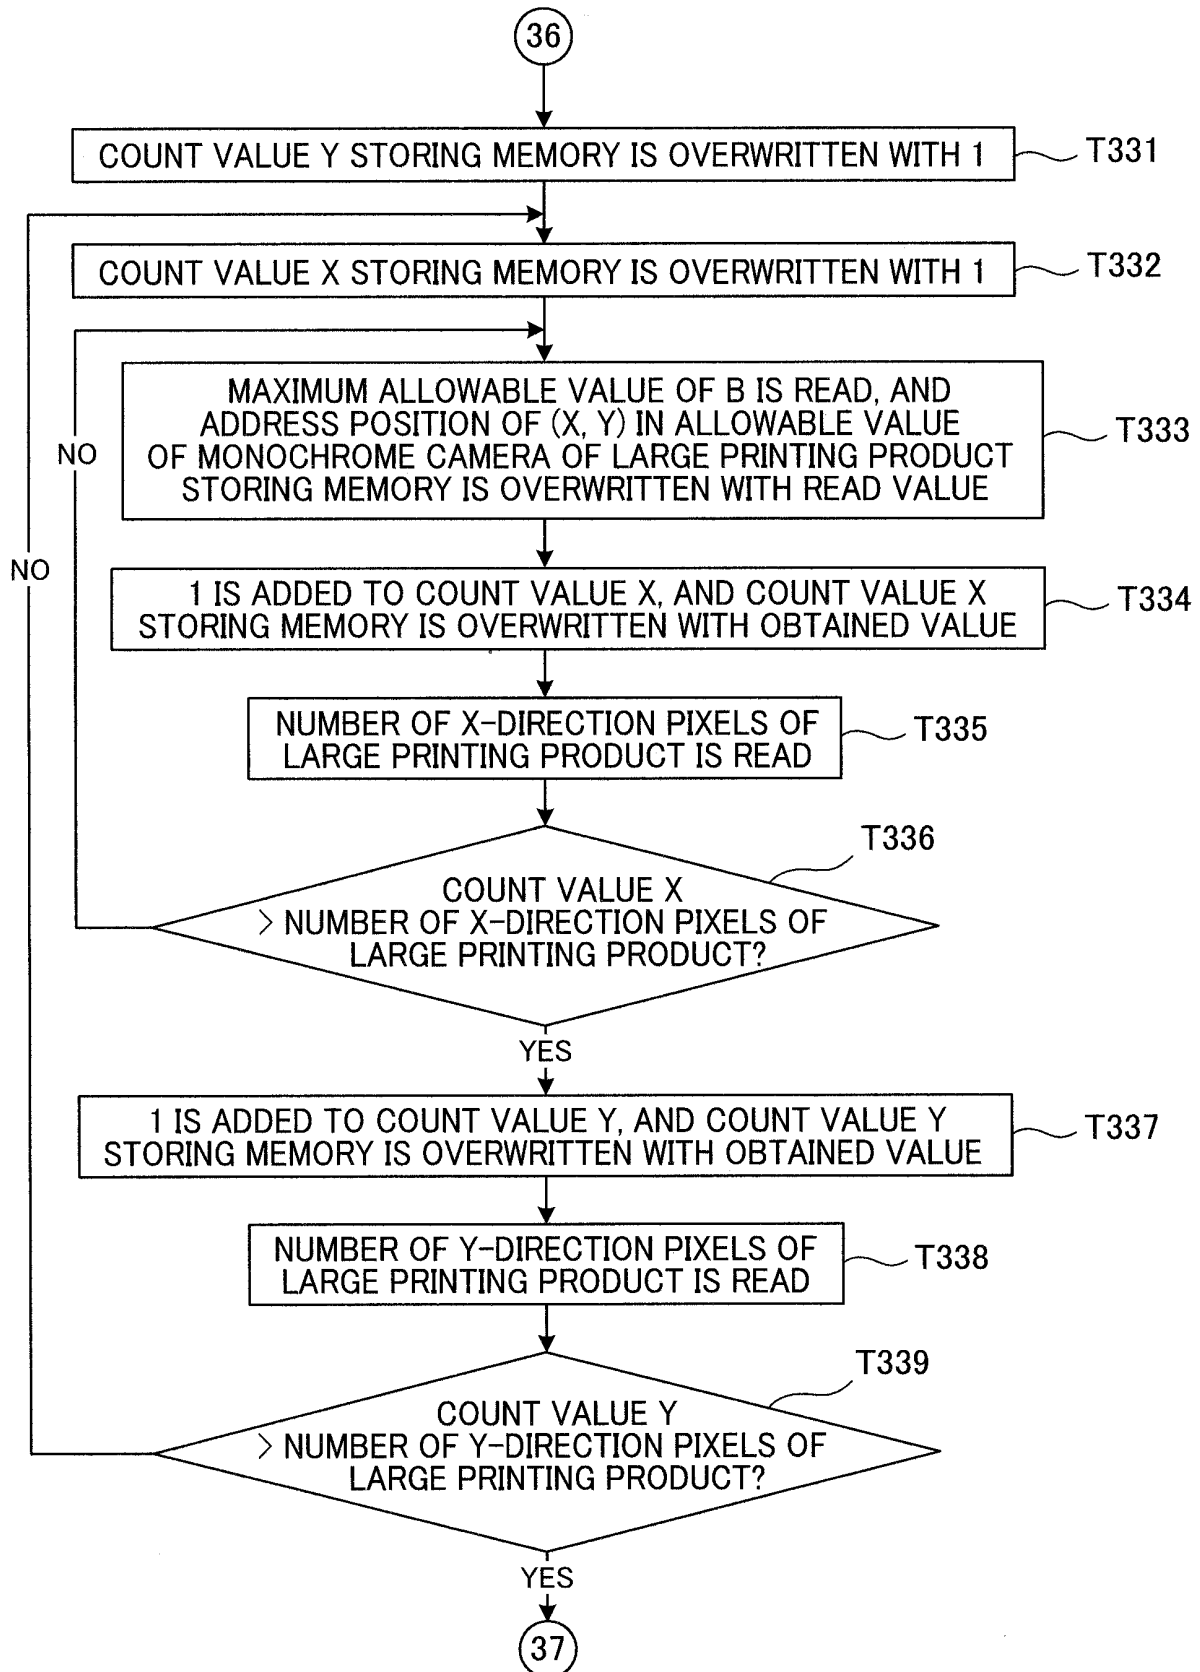 36
COUNT VALUE Y STORING MEMORY IS OVERWRITTEN WITH 1
T331
COUNT VALUE X STORING MEMORY IS OVERWRITTEN WITH 1
T332
MAXIMUM ALLOWABLE VALUE OF B IS READ, AND
ADDRESS POSITION OF (X, Y) IN ALLOWABLE VALUE
OF MONOCHROME CAMERA OF LARGE PRINTING PRODUCT
STORING MEMORY IS OVERWRITTEN WITH READ VALUE
T333
NO
NO
1 IS ADDED TO COUNT VALUE X, AND COUNT VALUE X
STORING MEMORY IS OVERWRITTEN WITH OBTAINED VALUE
T334
NUMBER OF X-DIRECTION PIXELS OF
LARGE PRINTING PRODUCT IS READ
T335
T336
COUNT VALUE X
> NUMBER OF X-DIRECTION PIXELS OF
LARGE PRINTING PRODUCT?
YES
1 IS ADDED TO COUNT VALUE Y, AND COUNT VALUE Y
STORING MEMORY IS OVERWRITTEN WITH OBTAINED VALUE
T337
NUMBER OF Y-DIRECTION PIXELS OF
LARGE PRINTING PRODUCT IS READ
T338
T339
COUNT VALUE Y
> NUMBER OF Y-DIRECTION PIXELS OF
LARGE PRINTING PRODUCT?
YES
37